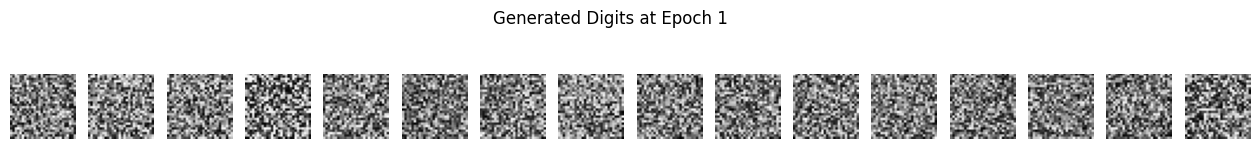 Generated Digits at Epoch 1